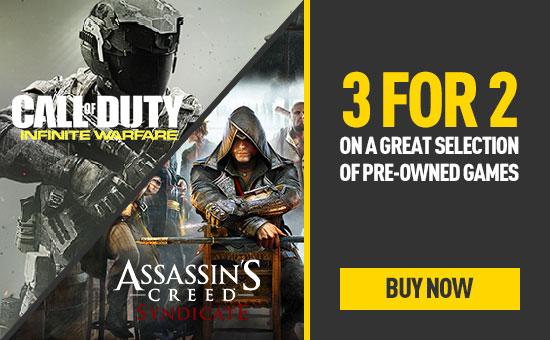 CALL OF DUTY
INFINITE WARFARE
ASSASSIN'S
CREED
SYNDICATE
3 FOR 2
ON A GREAT SELECTION
OF PRE-OWNED GAMES
BUY NOW